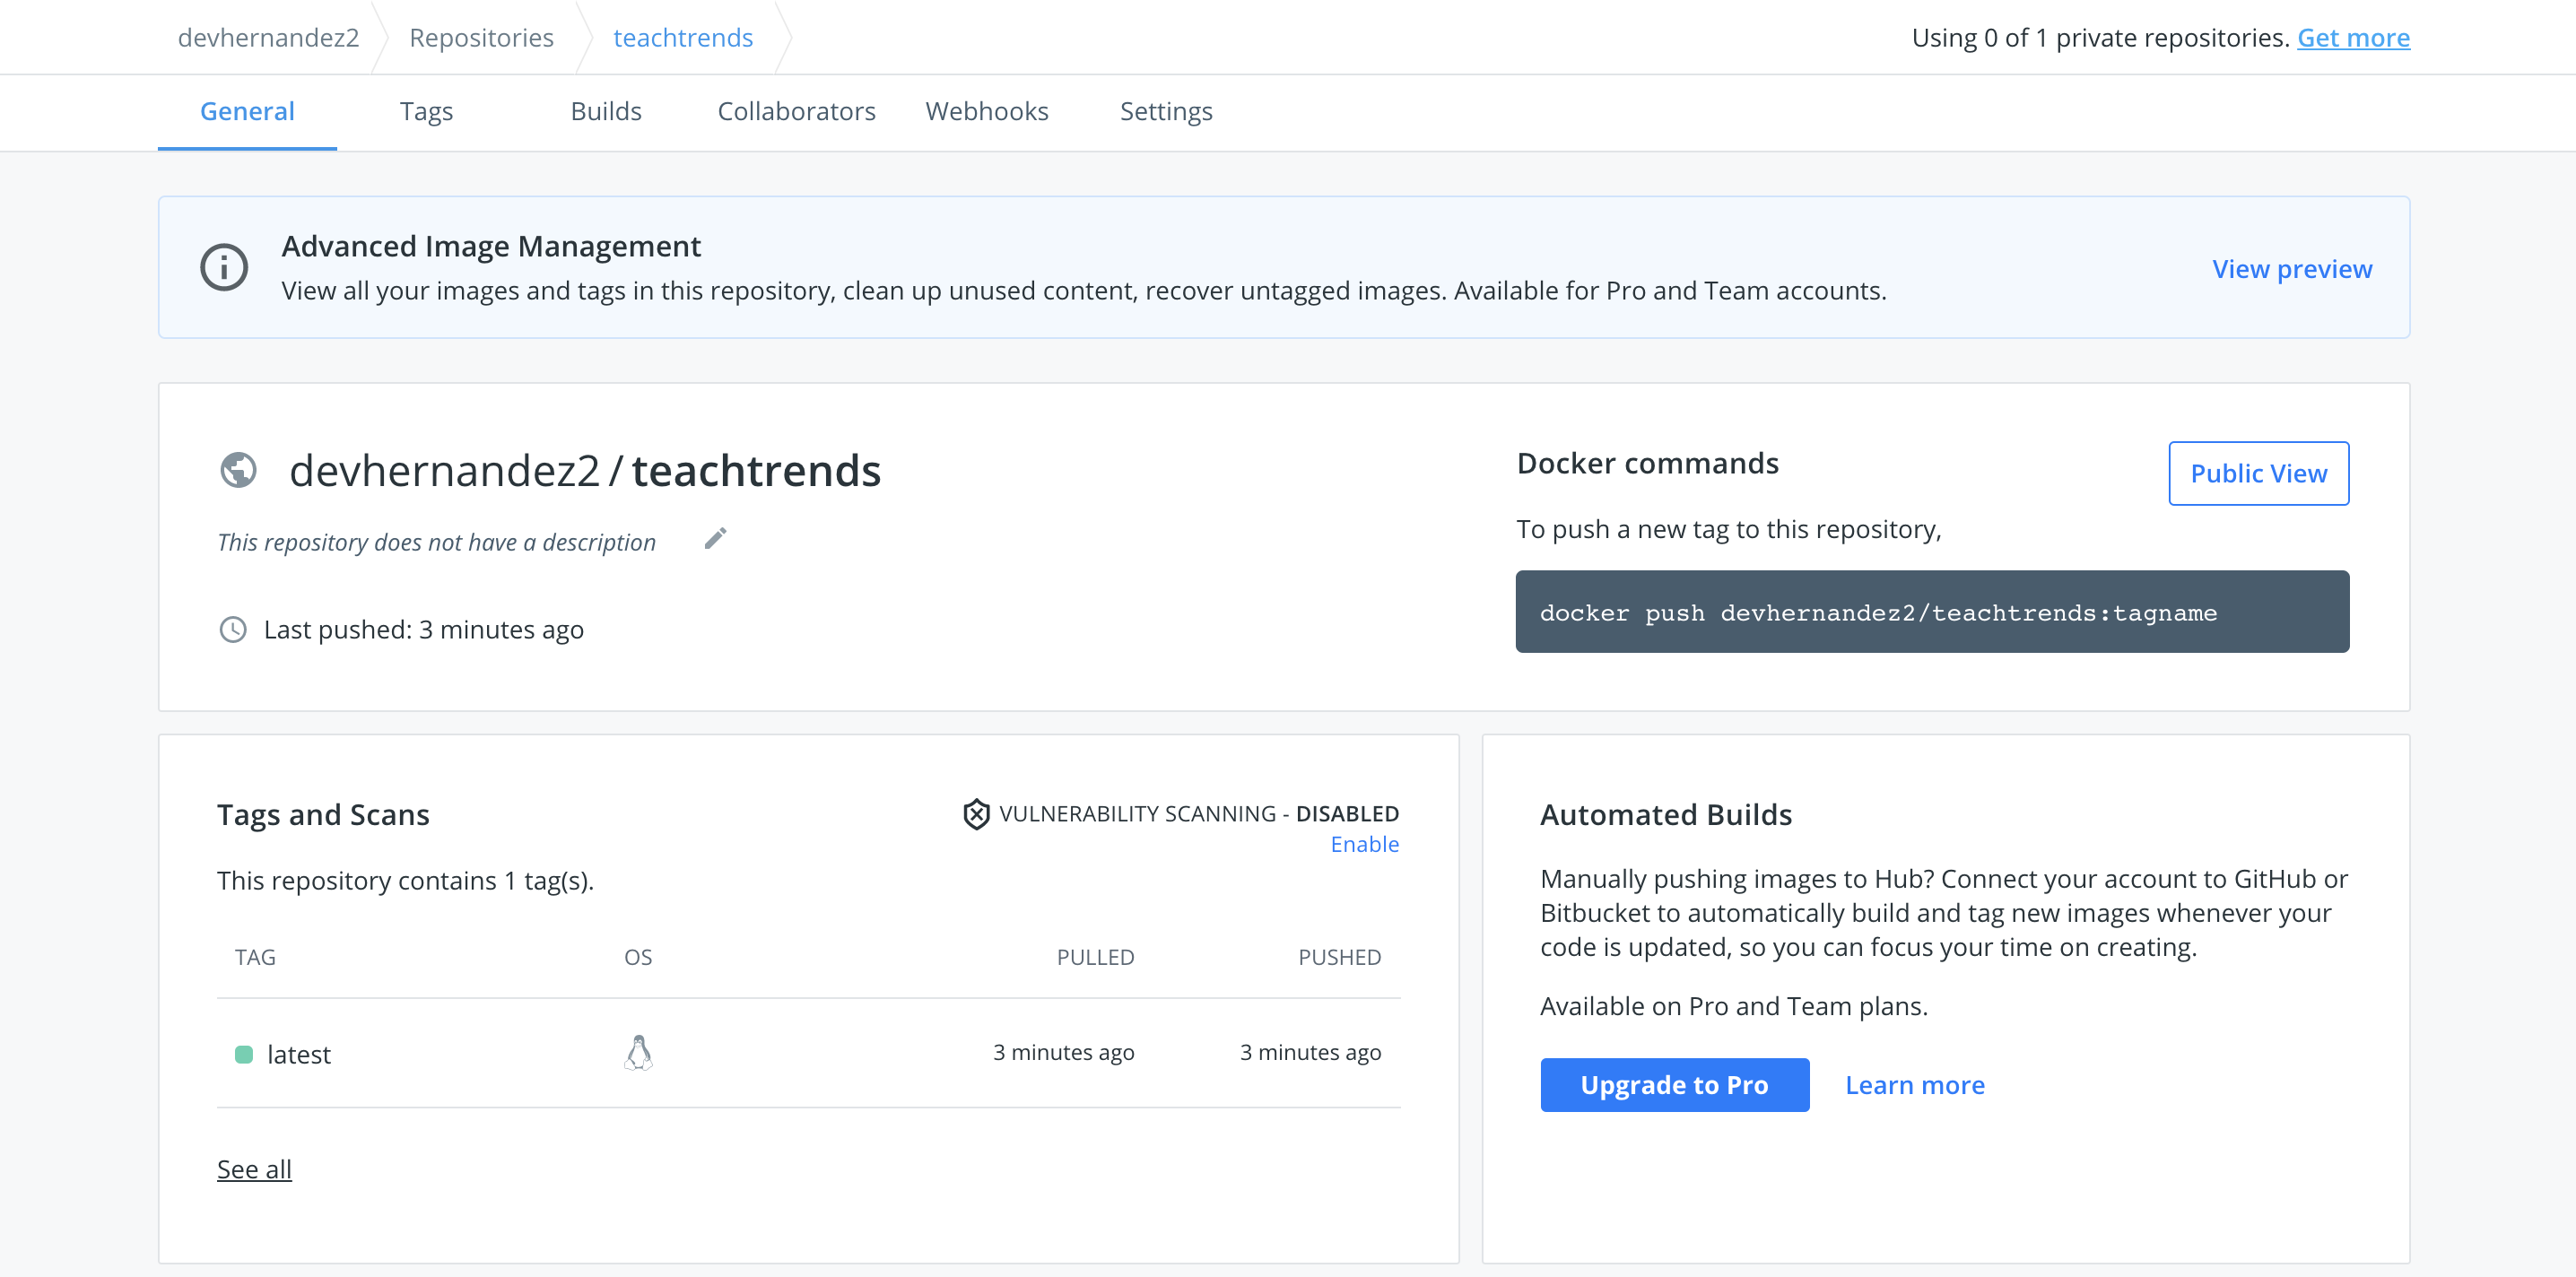 devhernandez2 Repositories teachtrends Using 0 of 1 private repositories. Get more
General Tags Builds Collaborators Webhooks Settings
Advanced Image Management
View all your images and tags in this repository, clean up unused content, recover untagged images. Available for Pro and Team accounts.
View preview
devhernandez2 / teachtrends
This repository does not have a description
Last pushed: 3 minutes ago
Docker commands
Public View
To push a new tag to this repository,
docker push devhernandez2/teachtrends:tagname
Tags and Scans
VULNERABILITY SCANNING - DISABLED
Enable
This repository contains 1 tag(s).
TAG OS PULLED PUSHED
latest 3 minutes ago 3 minutes ago
See all
Automated Builds
Manually pushing images to Hub? Connect your account to GitHub or
Bitbucket to automatically build and tag new images whenever your
code is updated, so you can focus your time on creating.
Available on Pro and Team plans.
Upgrade to Pro Learn more